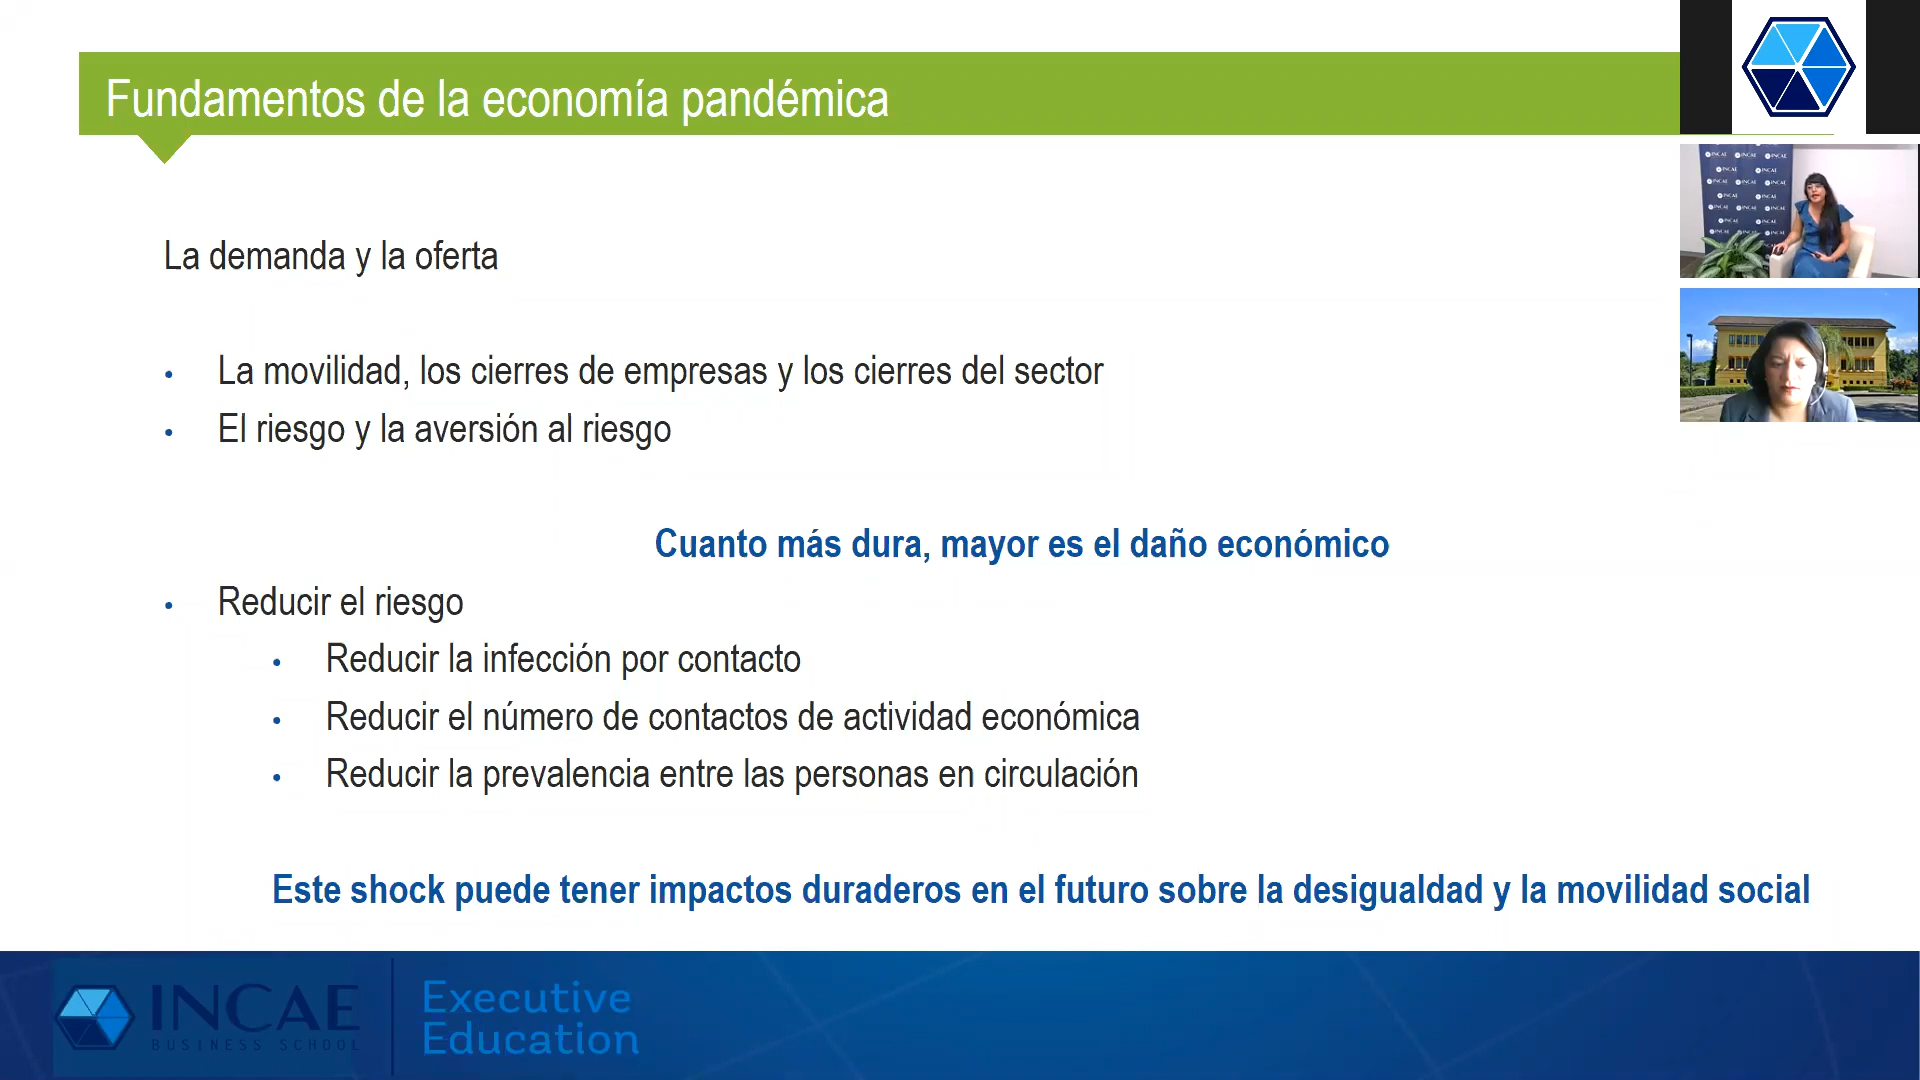 Fundamentos de la economía pandémica
La demanda y la oferta
• La movilidad, los cierres de empresas y los cierres del sector
• El riesgo y la aversión al riesgo
Cuanto más dura, mayor es el daño económico
• Reducir el riesgo
• Reducir la infección por contacto
• Reducir el número de contactos de actividad económica
• Reducir la prevalencia entre las personas en circulación
Este shock puede tener impactos duraderos en el futuro sobre la desigualdad y la movilidad social
INCAE
BUSINESS SCHOOL
Executive
Education